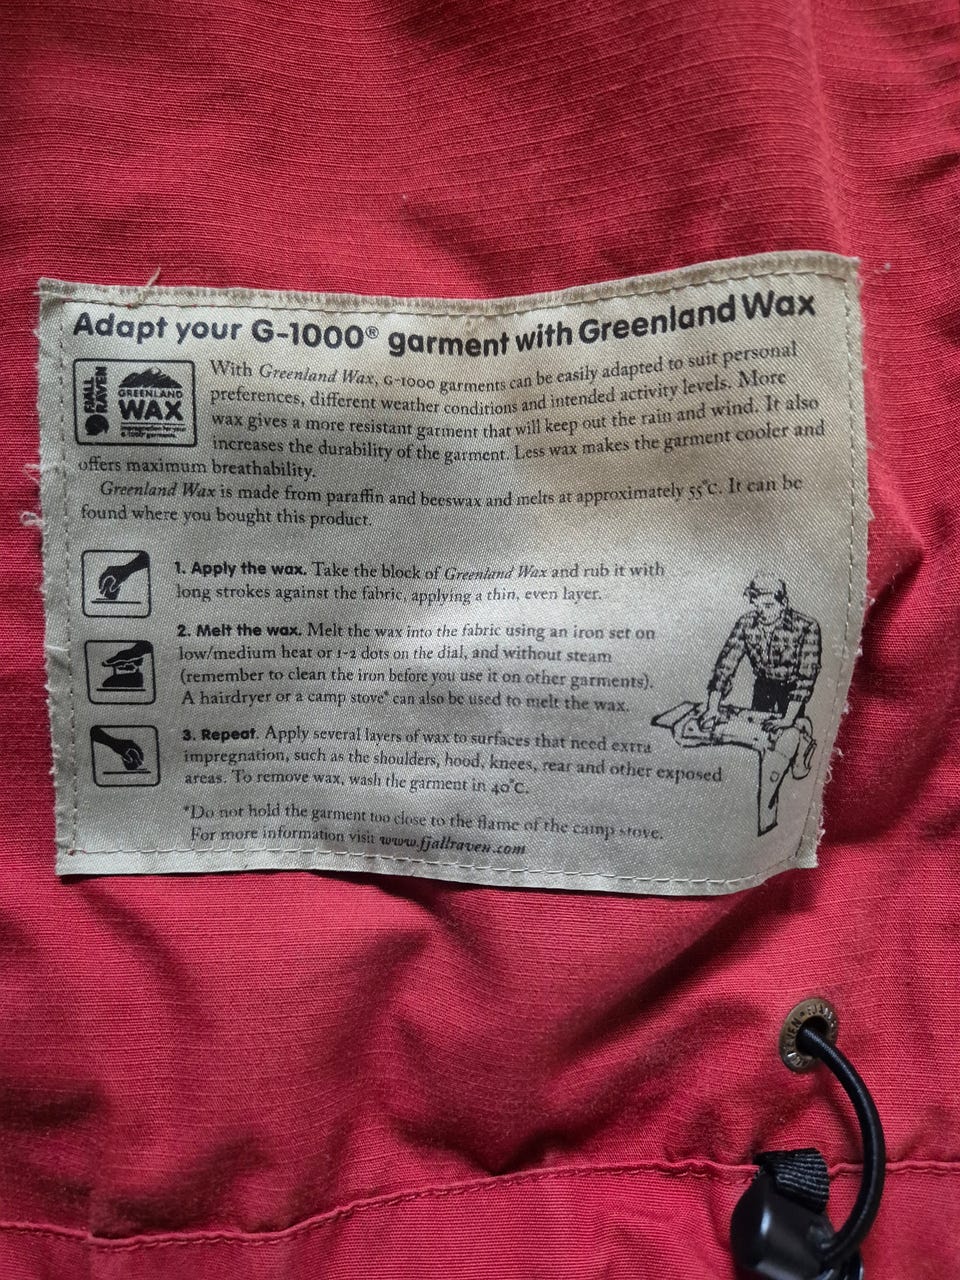 Adapt your G-1000® garment with Greenland Wax
FJÄLL
RÄVEN
GREENLAND
WAX
With Greenland Wax, G-1000 garments can be easily adapted to suit personal
preferences, different weather conditions and intended activity levels. More
wax gives a more resistant garment that will keep out the rain and wind. It also
increases the durability of the garment. Less wax makes the garment cooler and
offers maximum breathability.
Greenland Wax is made from paraffin and beeswax and melts at approximately 55°C. It can be
found where you bought this product.
1. Apply the wax. Take the block of Greenland Wax and rub it with
long strokes against the fabric, applying a thin, even layer.
2. Melt the wax. Melt the wax into the fabric using an iron set on
low/medium heat or 1-2 dots on the dial, and without steam
(remember to clean the iron before you use it on other garments).
A hairdryer or a camp stove* can also be used to melt the wax.
3. Repeat. Apply several layers of wax to surfaces that need extra
impregnation, such as the shoulders, hood, knees, rear and other exposed
areas. To remove wax, wash the garment in 40°C.
*Do not hold the garment too close to the flame of the camp stove.
For more information visit www.fjallraven.com